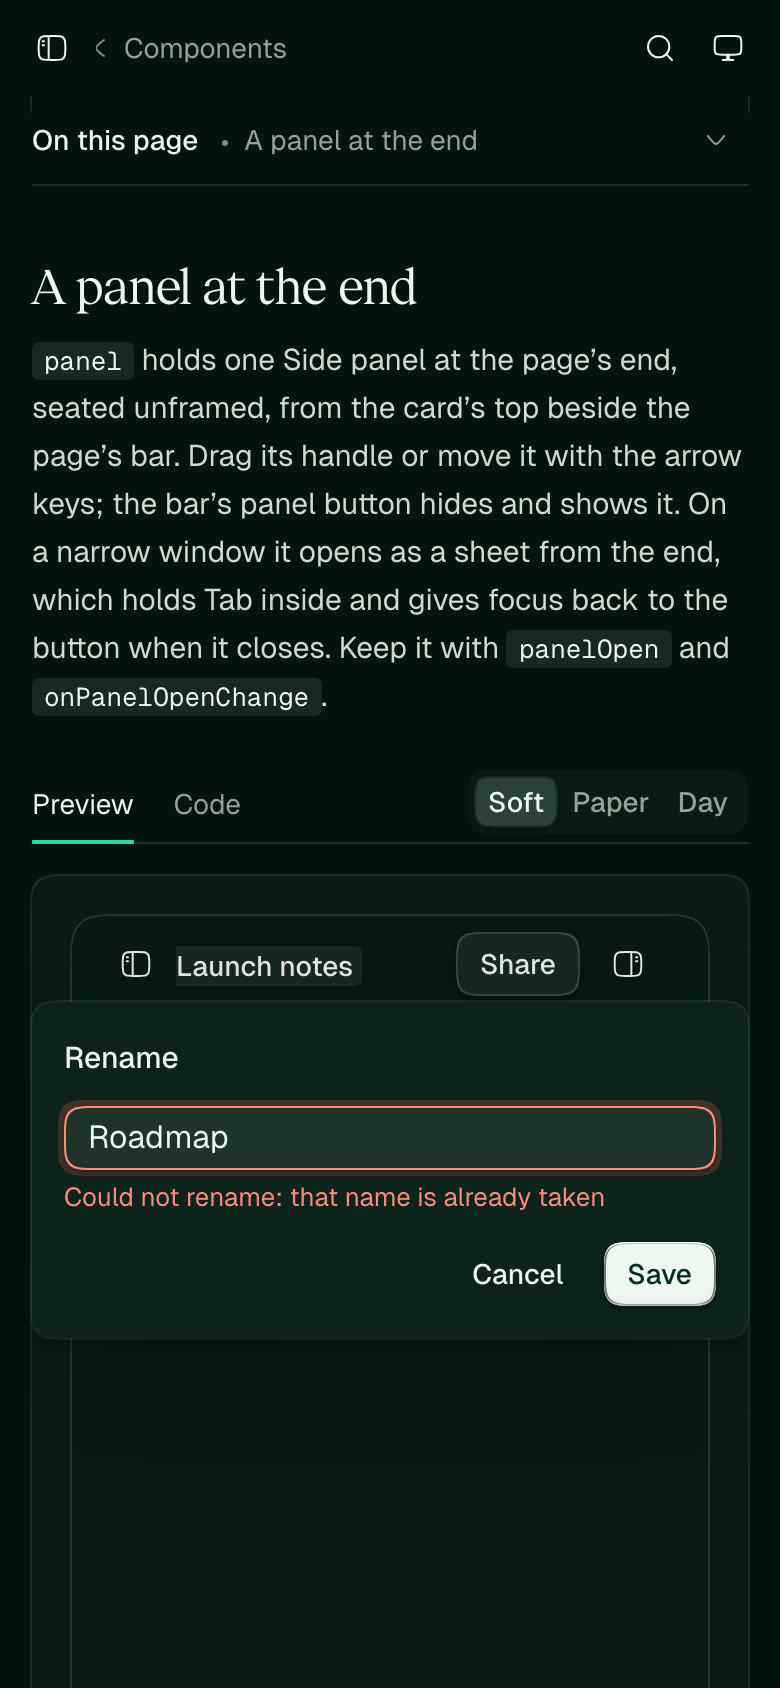 Components
On this page • A panel at the end
A panel at the end
panel holds one Side panel at the page’s end,
seated unframed, from the card’s top beside the
page’s bar. Drag its handle or move it with the arrow
keys; the bar’s panel button hides and shows it. On
a narrow window it opens as a sheet from the end,
which holds Tab inside and gives focus back to the
button when it closes. Keep it with panelOpen and
onPanelOpenChange.
Preview Code Soft Paper Day
Launch notes Share
Rename
Roadmap
Could not rename: that name is already taken
Cancel Save